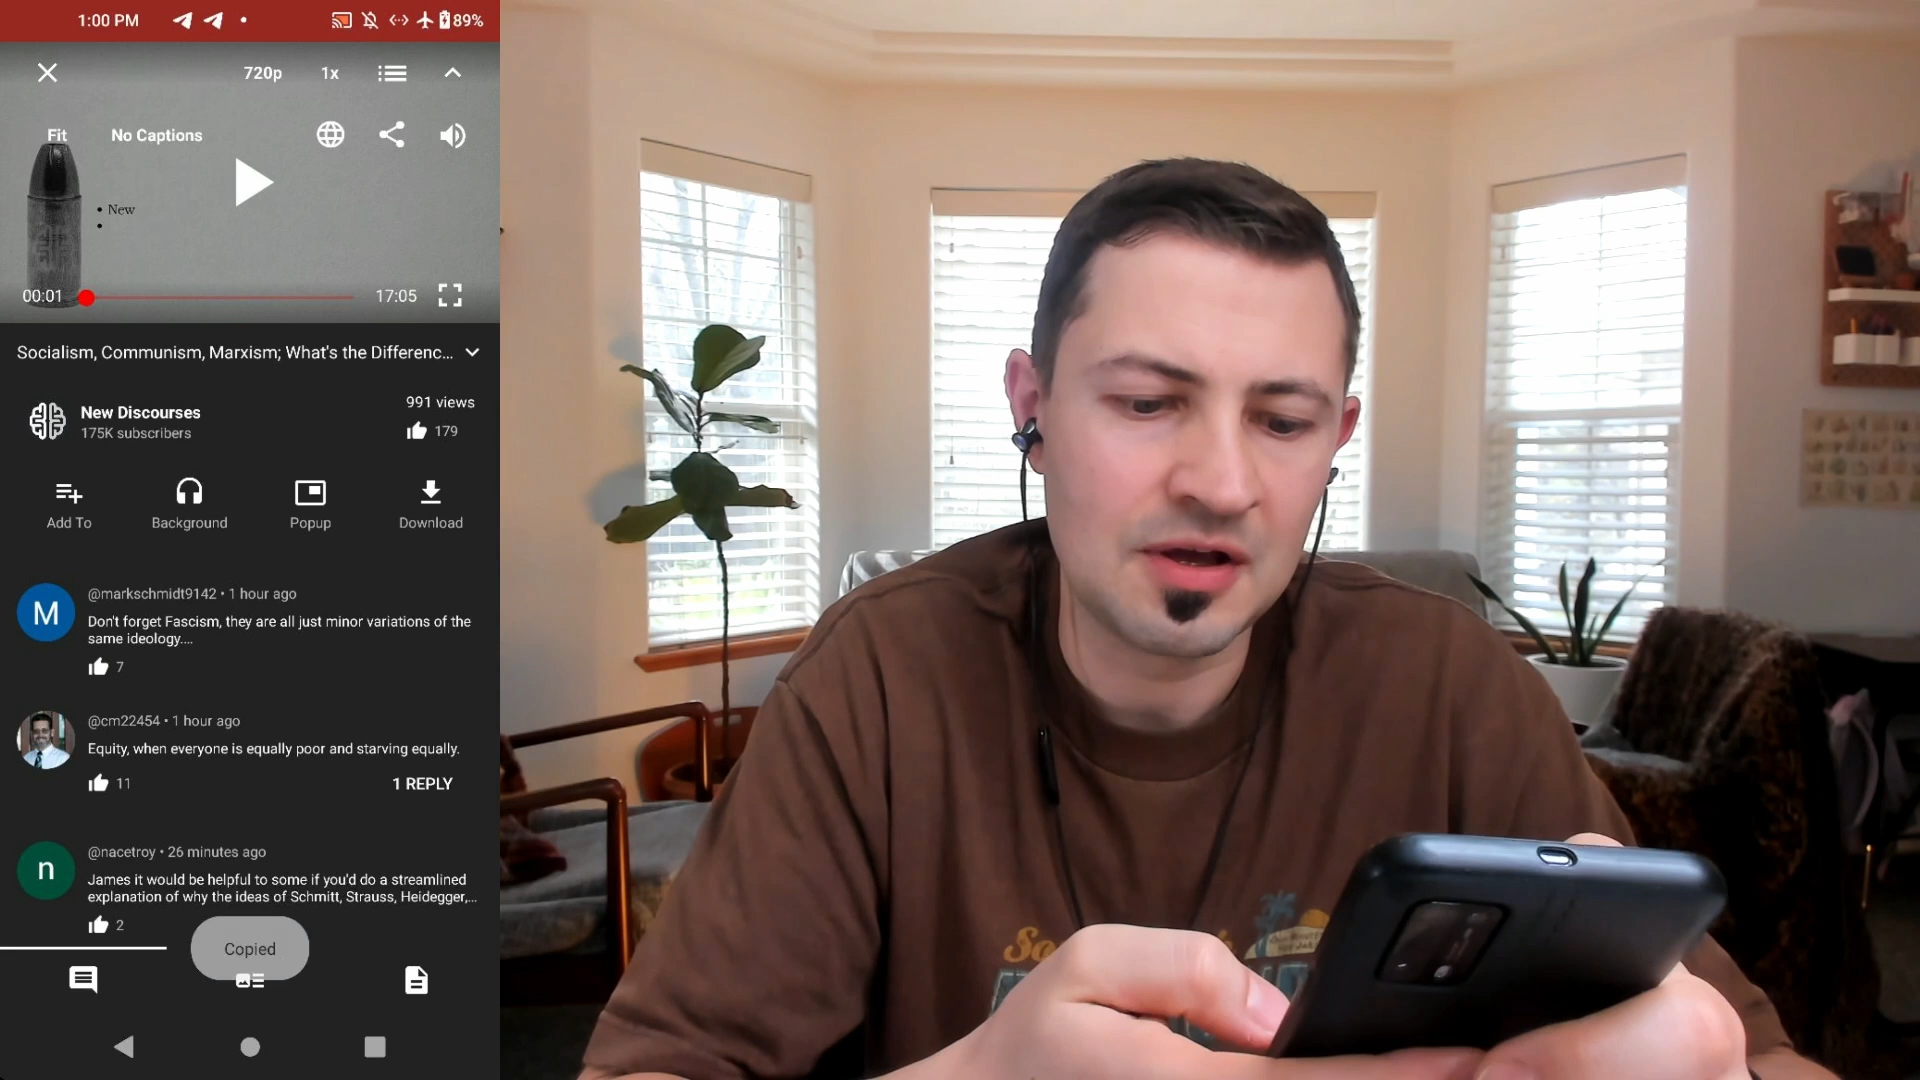 1:00 PM
89%
720p
1x
Fit
No Captions
• New
•
00:01
17:05
Socialism, Communism, Marxism; What's the Differenc...
New Discourses
175K subscribers
991 views
179
Add To
Background
Popup
Download
M
@markschmidt9142 • 1 hour ago
Don't forget Fascism, they are all just minor variations of the
same ideology....
7
@cm22454 • 1 hour ago
Equity, when everyone is equally poor and starving equally.
11
1 REPLY
n
@nacetroy • 26 minutes ago
James it would be helpful to some if you'd do a streamlined
explanation of why the ideas of Schmitt, Strauss, Heidegger,...
2
Copied